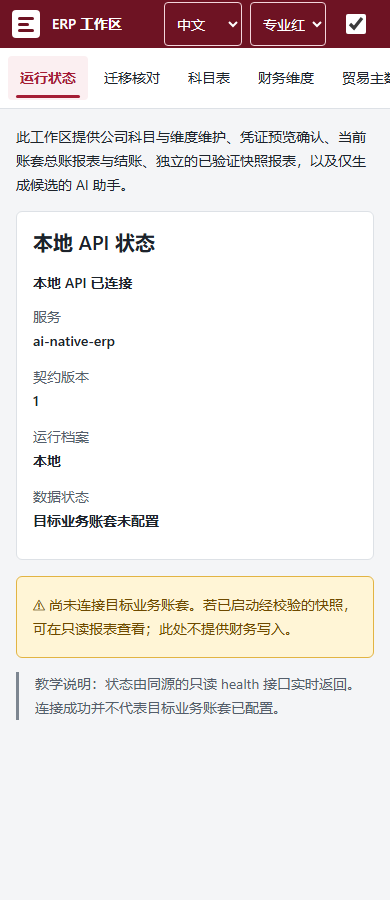 ERP 工作区
中文
专业红
运行状态
迁移核对
科目表
财务维度
贸易主数
此工作区提供公司科目与维度维护、凭证预览确认、当前
账套总账报表与结账、独立的已验证快照报表，以及仅生
成候选的 AI 助手。
本地 API 状态
本地 API 已连接
服务
ai-native-erp
契约版本
1
运行档案
本地
数据状态
目标业务账套未配置
⚠ 尚未连接目标业务账套。若已启动经校验的快照，
可在只读报表查看；此处不提供财务写入。
教学说明：状态由同源的只读 health 接口实时返回。
连接成功并不代表目标业务账套已配置。